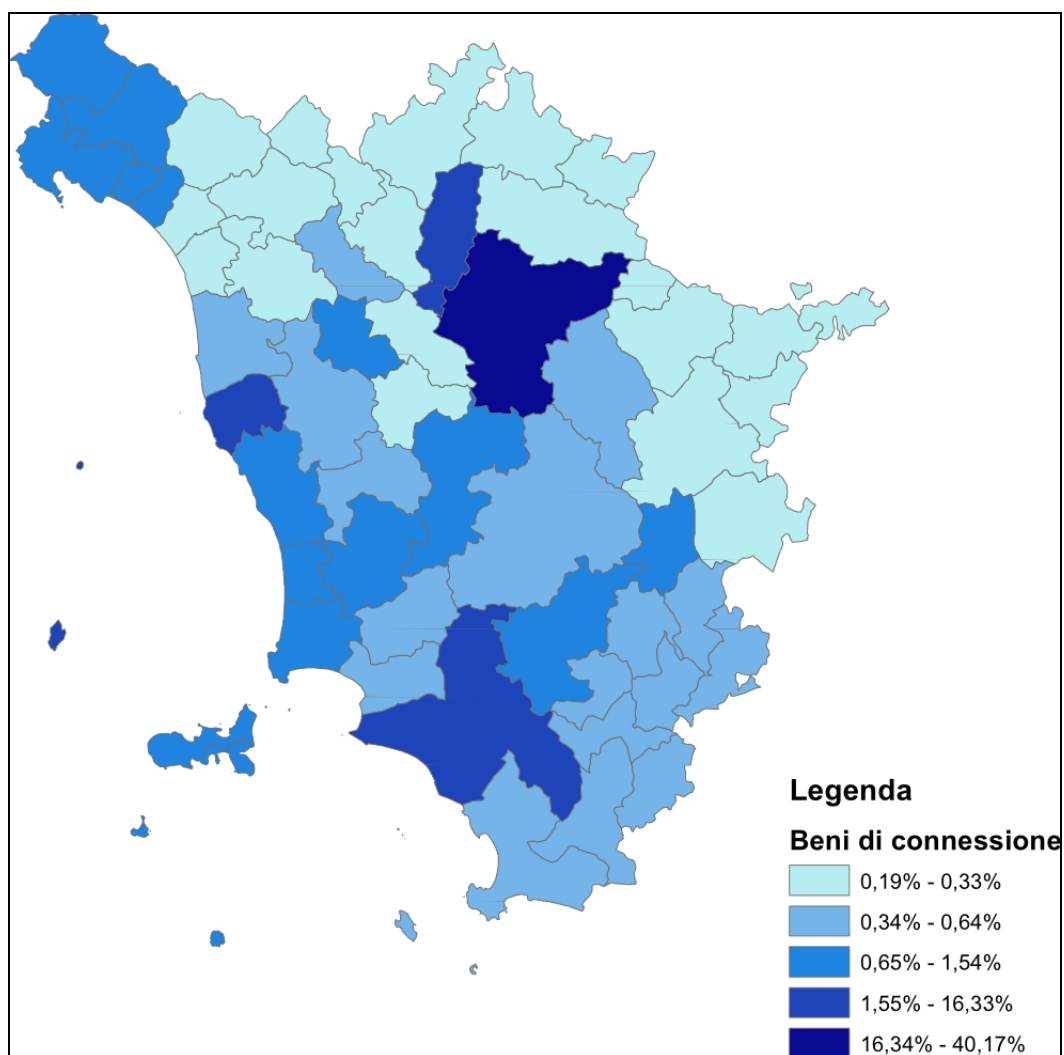 Legenda
Beni di connessione
0,19% - 0,33%
0,34% - 0,64%
0,65% - 1,54%
1,55% - 16,33%
16,34% - 40,17%